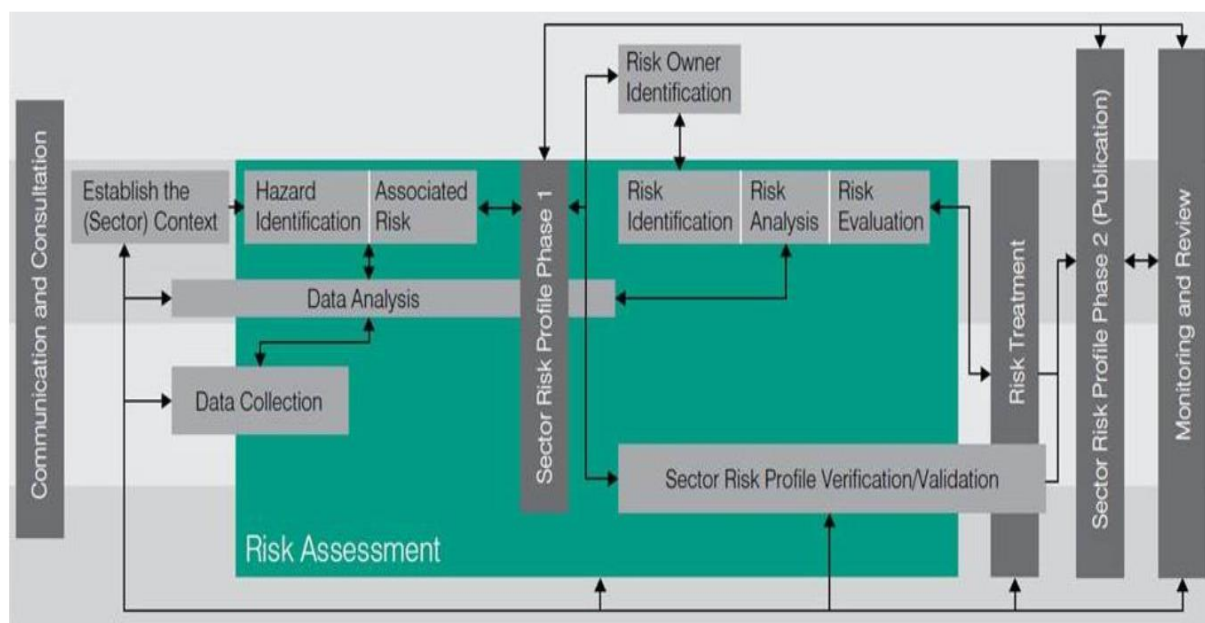 Communication and Consultation
Establish the
(Sector) Context
Hazard
Identification
Associated
Risk
Data Analysis
Data Collection
Sector Risk Profile Phase 1
Risk Owner
Identification
Risk
Identification
Risk
Analysis
Risk
Evaluation
Sector Risk Profile Verification/Validation
Risk Assessment
Risk Treatment
Sector Risk Profile Phase 2 (Publication)
Monitoring and Review